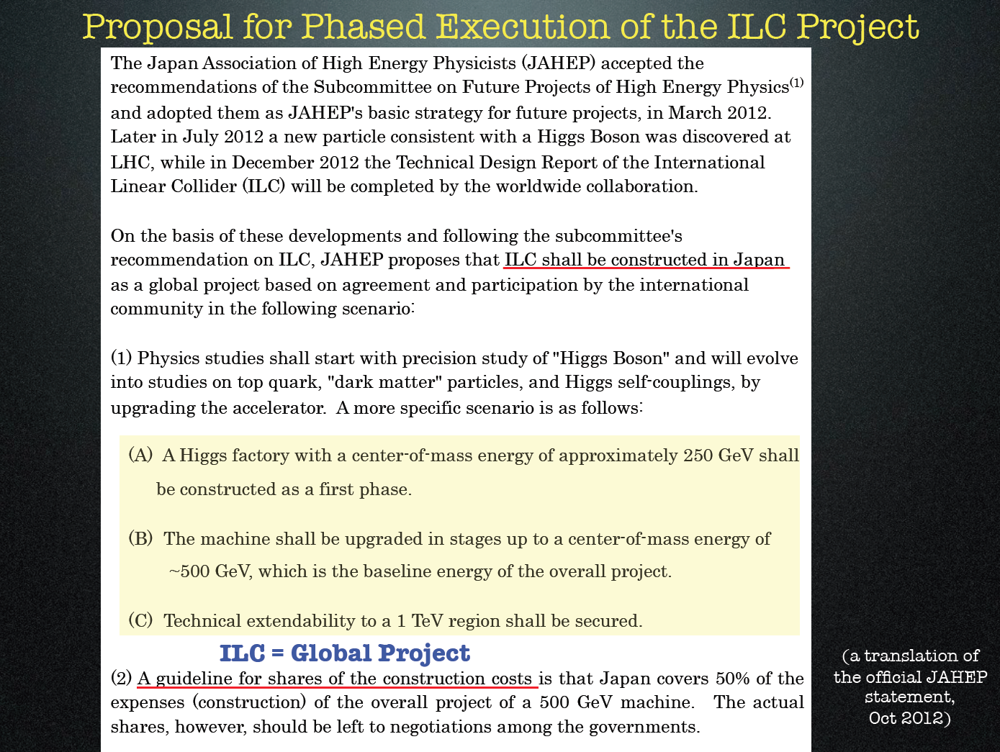 Proposal for Phased Execution of the ILC Project
The Japan Association of High Energy Physicists (JAHEP) accepted the
recommendations of the Subcommittee on Future Projects of High Energy Physics(1)
and adopted them as JAHEP's basic strategy for future projects, in March 2012.
Later in July 2012 a new particle consistent with a Higgs Boson was discovered at
LHC, while in December 2012 the Technical Design Report of the International
Linear Collider (ILC) will be completed by the worldwide collaboration.
On the basis of these developments and following the subcommittee's
recommendation on ILC, JAHEP proposes that ILC shall be constructed in Japan
as a global project based on agreement and participation by the international
community in the following scenario:
(1) Physics studies shall start with precision study of "Higgs Boson" and will evolve
into studies on top quark, "dark matter" particles, and Higgs self-couplings, by
upgrading the accelerator. A more specific scenario is as follows:
(A) A Higgs factory with a center-of-mass energy of approximately 250 GeV shall
be constructed as a first phase.
(B) The machine shall be upgraded in stages up to a center-of-mass energy of
~500 GeV, which is the baseline energy of the overall project.
(C) Technical extendability to a 1 TeV region shall be secured.
ILC = Global Project
(2) A guideline for shares of the construction costs is that Japan covers 50% of the
expenses (construction) of the overall project of a 500 GeV machine. The actual
shares, however, should be left to negotiations among the governments.
(a translation of
the official JAHEP
statement,
Oct 2012)